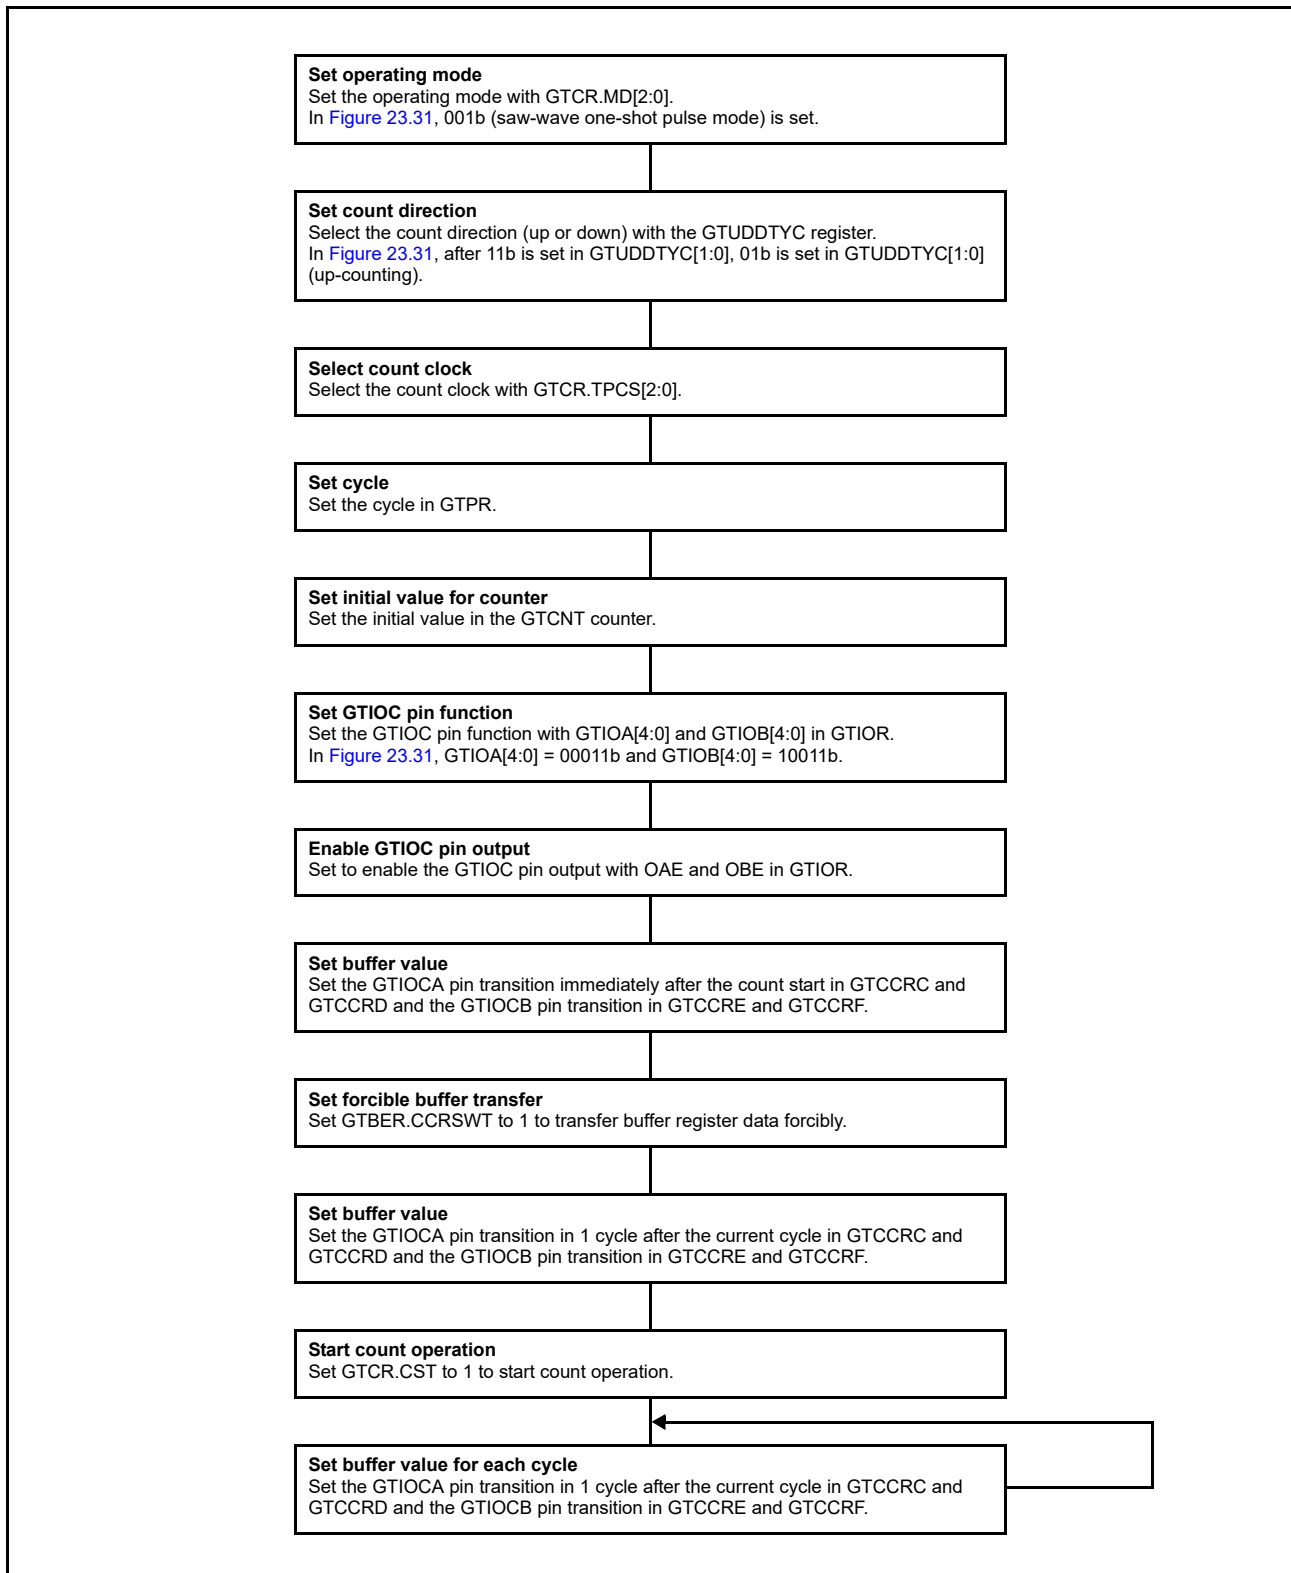 Set operating mode
Set the operating mode with GTCR.MD[2:0].
In Figure 23.31, 001b (saw-wave one-shot pulse mode) is set.
Set count direction
Select the count direction (up or down) with the GTUDDTYC register.
In Figure 23.31, after 11b is set in GTUDDTYC[1:0], 01b is set in GTUDDTYC[1:0]
(up-counting).
Select count clock
Select the count clock with GTCR.TPCS[2:0].
Set cycle
Set the cycle in GTPR.
Set initial value for counter
Set the initial value in the GTCNT counter.
Set GTIOC pin function
Set the GTIOC pin function with GTIOA[4:0] and GTIOB[4:0] in GTIOR.
In Figure 23.31, GTIOA[4:0] = 00011b and GTIOB[4:0] = 10011b.
Enable GTIOC pin output
Set to enable the GTIOC pin output with OAE and OBE in GTIOR.
Set buffer value
Set the GTIOCA pin transition immediately after the count start in GTCCRC and
GTCCRD and the GTIOCB pin transition in GTCCRE and GTCCRF.
Set forcible buffer transfer
Set GTBER.CCRSWT to 1 to transfer buffer register data forcibly.
Set buffer value
Set the GTIOCA pin transition in 1 cycle after the current cycle in GTCCRC and
GTCCRD and the GTIOCB pin transition in GTCCRE and GTCCRF.
Start count operation
Set GTCR.CST to 1 to start count operation.
Set buffer value for each cycle
Set the GTIOCA pin transition in 1 cycle after the current cycle in GTCCRC and
GTCCRD and the GTIOCB pin transition in GTCCRE and GTCCRF.